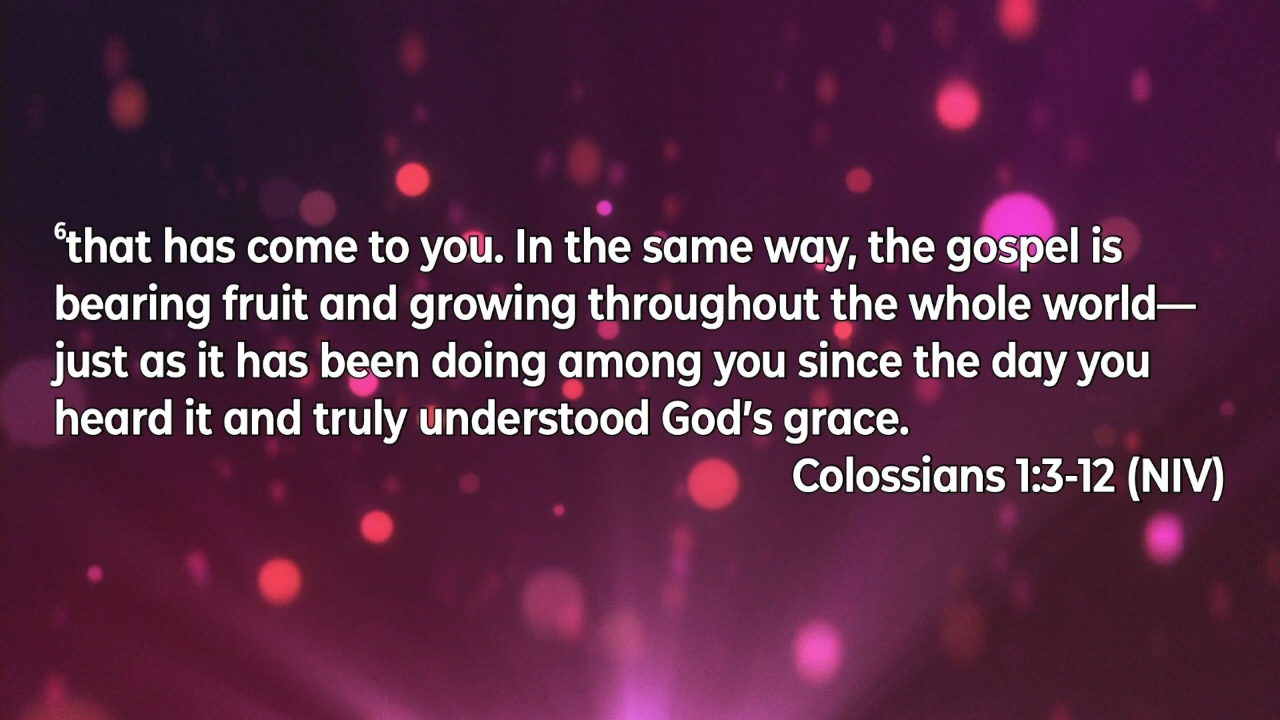 ⁶that has come to you. In the same way, the gospel is
bearing fruit and growing throughout the whole world—
just as it has been doing among you since the day you
heard it and truly understood God's grace.
Colossians 1:3-12 (NIV)